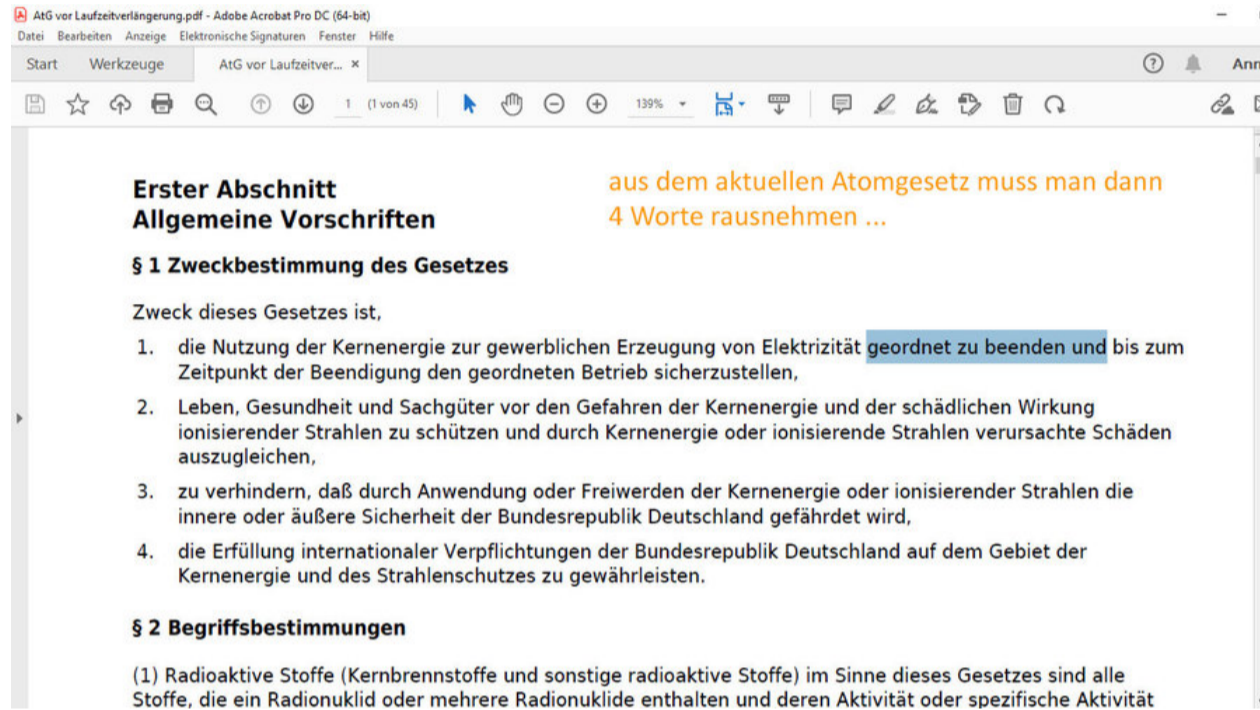 AtG vor Laufzeitverlängerung.pdf - Adobe Acrobat Pro DC (64-bit)
Datei Bearbeiten Anzeige Elektronische Signaturen Fenster Hilfe
Start Werkzeuge AtG vor Laufzeitver... ×
1 (1 von 45) 139%
Erster Abschnitt
Allgemeine Vorschriften
aus dem aktuellen Atomgesetz muss man dann
4 Worte rausnehmen ...
§ 1 Zweckbestimmung des Gesetzes
Zweck dieses Gesetzes ist,
1. die Nutzung der Kernenergie zur gewerblichen Erzeugung von Elektrizität geordnet zu beenden und bis zum
Zeitpunkt der Beendigung den geordneten Betrieb sicherzustellen,
2. Leben, Gesundheit und Sachgüter vor den Gefahren der Kernenergie und der schädlichen Wirkung
ionisierender Strahlen zu schützen und durch Kernenergie oder ionisierende Strahlen verursachte Schäden
auszugleichen,
3. zu verhindern, daß durch Anwendung oder Freiwerden der Kernenergie oder ionisierender Strahlen die
innere oder äußere Sicherheit der Bundesrepublik Deutschland gefährdet wird,
4. die Erfüllung internationaler Verpflichtungen der Bundesrepublik Deutschland auf dem Gebiet der
Kernenergie und des Strahlenschutzes zu gewährleisten.
§ 2 Begriffsbestimmungen
(1) Radioaktive Stoffe (Kernbrennstoffe und sonstige radioaktive Stoffe) im Sinne dieses Gesetzes sind alle
Stoffe, die ein Radionuklid oder mehrere Radionuklide enthalten und deren Aktivität oder spezifische Aktivität